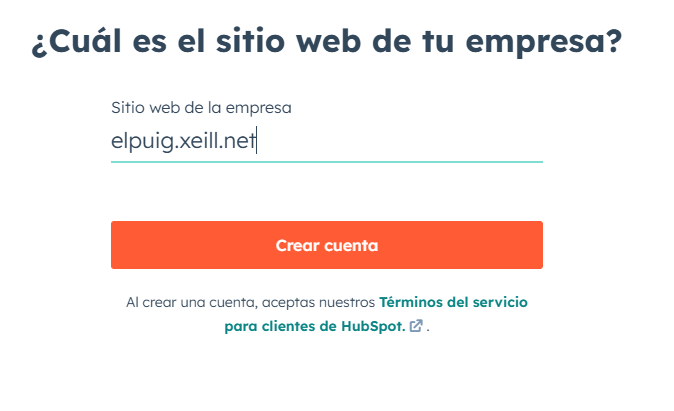 ¿Cuál es el sitio web de tu empresa?
Sitio web de la empresa
elpuig.xeill.net
Crear cuenta
Al crear una cuenta, aceptas nuestros Términos del servicio
para clientes de HubSpot. .